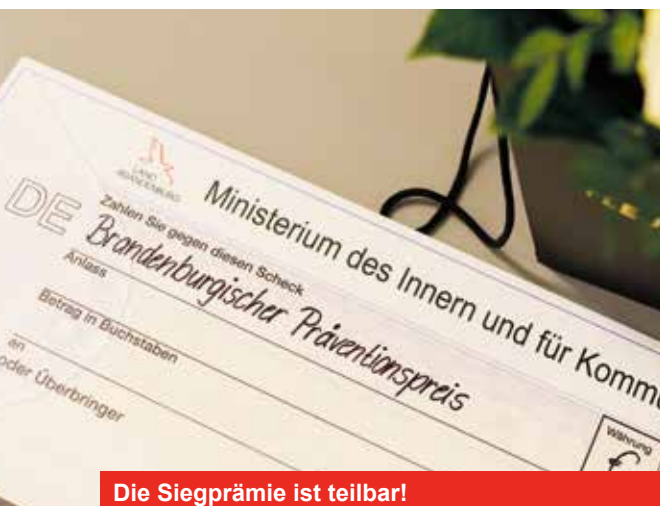 LAND
BRANDENBURG
Ministerium des Innern und für Kommu
DE
Zahlen Sie gegen diesen Scheck
Brandenburgischer Präventionspreis
Anlass
Betrag in Buchstaben
an
oder Überbringer
Währung
€
Die Siegprämie ist teilbar!